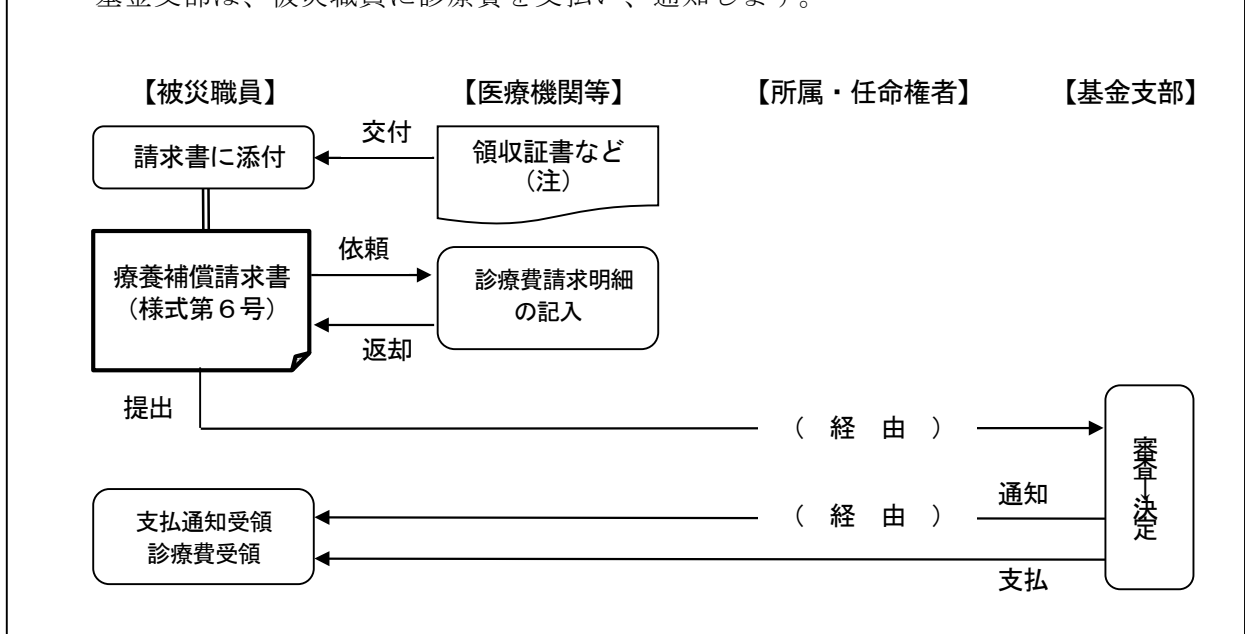 基金支部は、被災職員に診療費を支払い、通知します。
【被災職員】 【医療機関等】 【所属・任命権者】 【基金支部】
請求書に添付
交付
領収証書など
（注）
療養補償請求書
（様式第６号）
依頼
診療費請求明細
の記入
返却
提出
（ 経 由 ）
審査→決定
通知
（ 経 由 ）
支払通知受領
診療費受領
支払